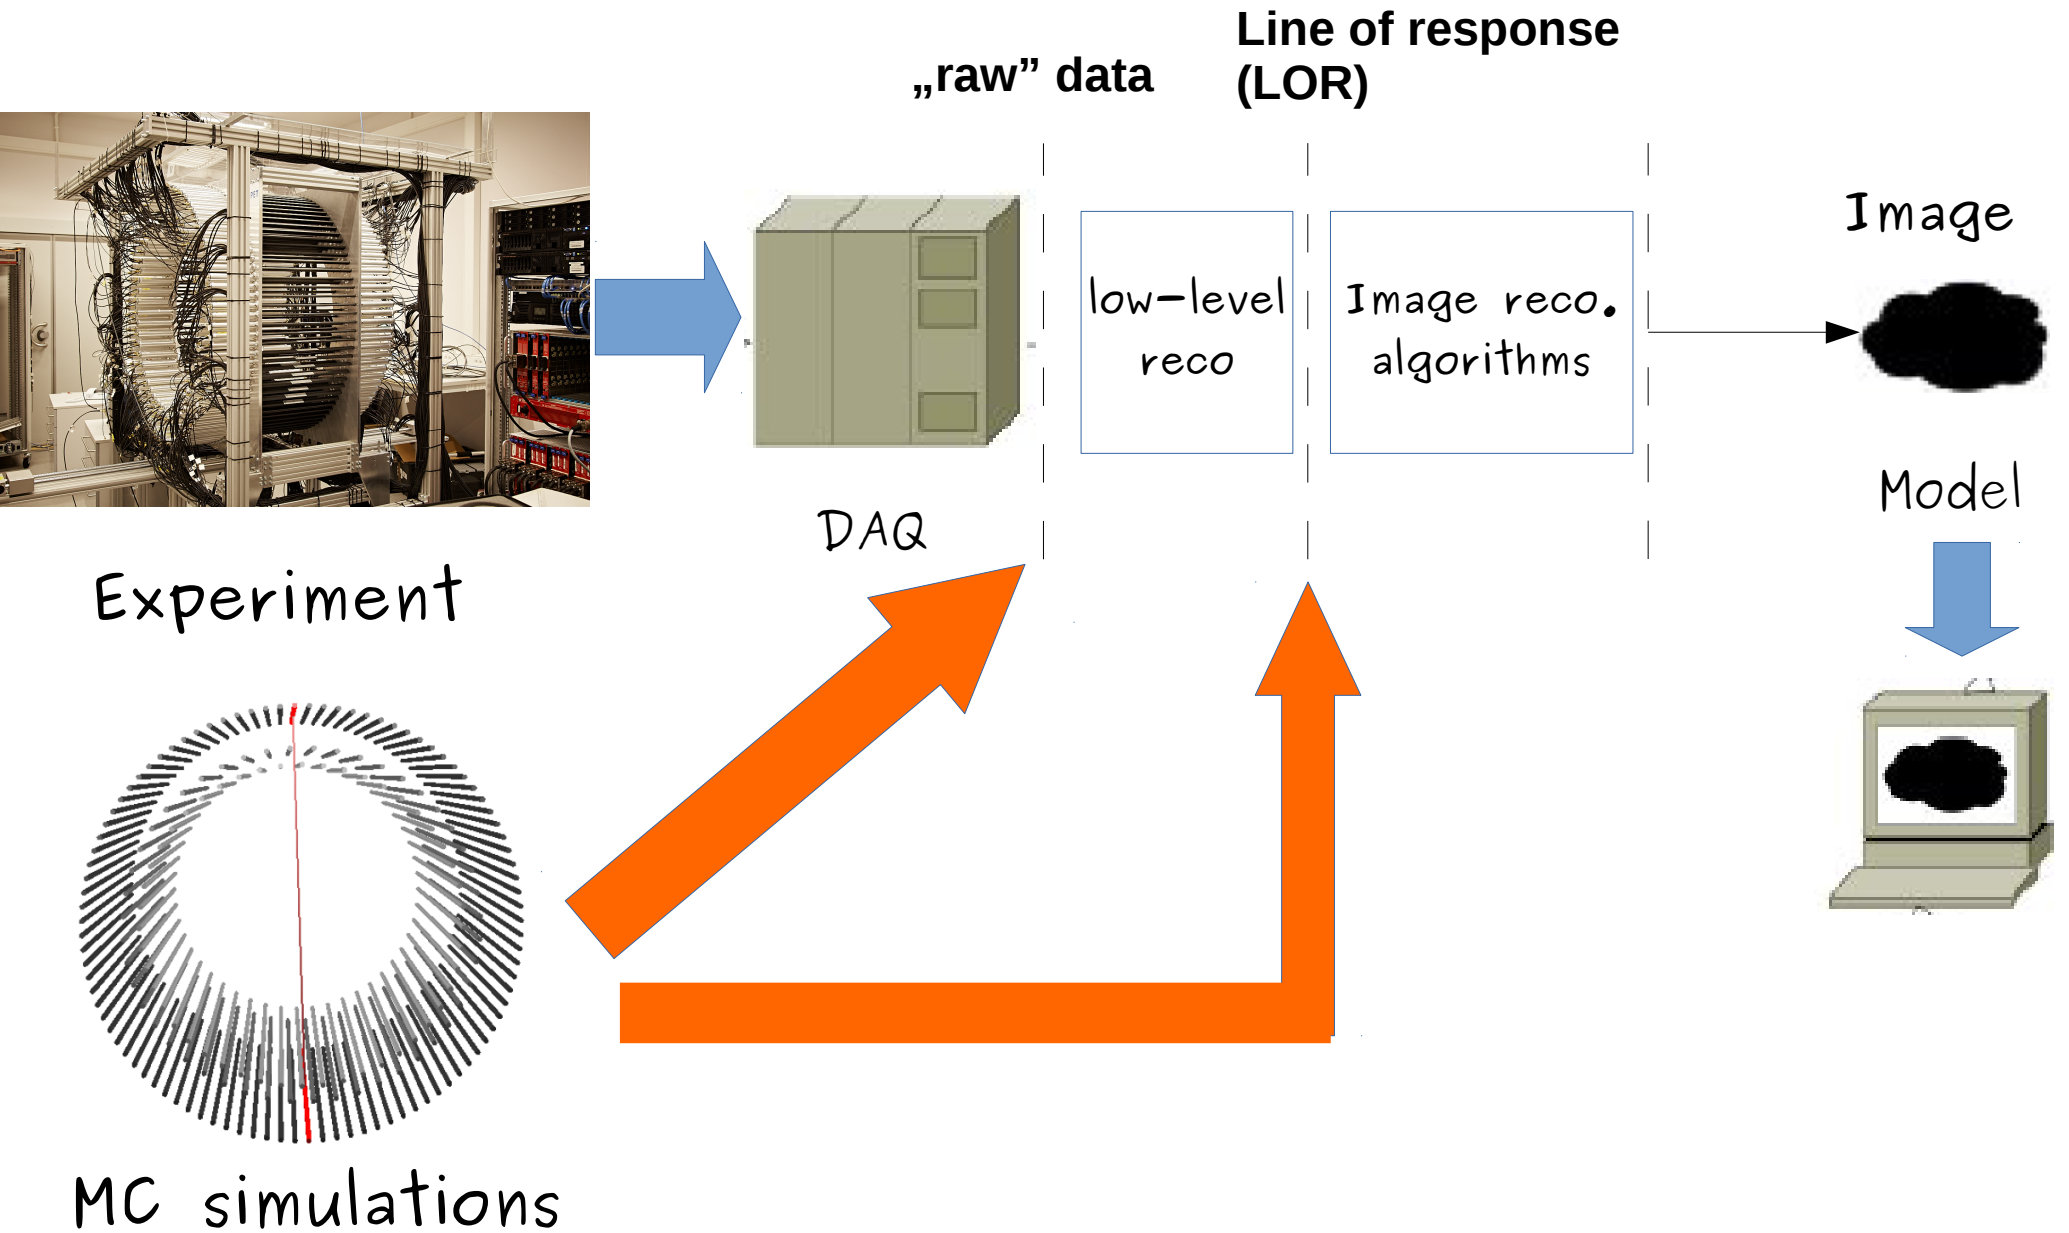 „raw” data
Line of response
(LOR)
Image
low-level
reco
Image reco.
algorithms
Model
DAQ
Experiment
MC simulations